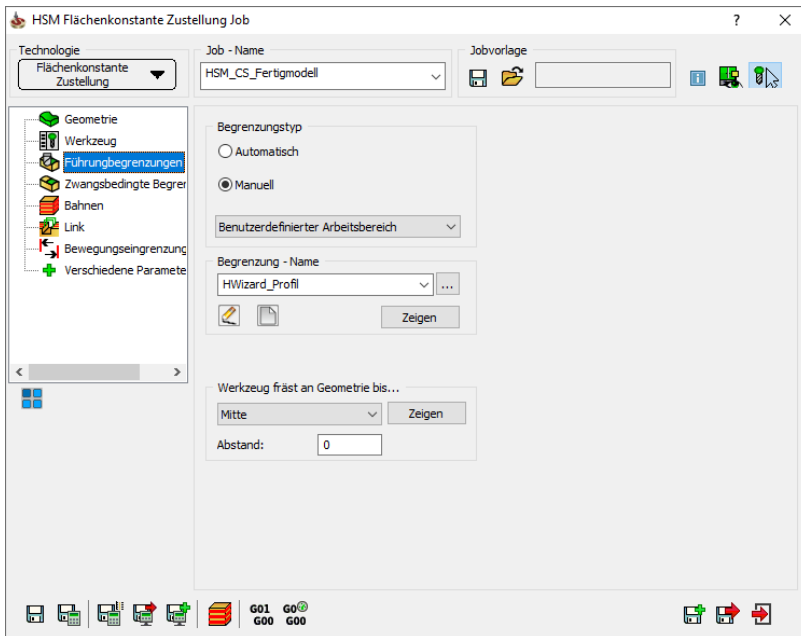 HSM Flächenkonstante Zustellung Job
?
Technologie
Flächenkonstante
Zustellung
Job - Name
HSM_CS_Fertigmodell
Jobvorlage
Geometrie
Werkzeug
Führungbegrenzungen
Zwangsbedingte Begrer
Bahnen
Link
Bewegungseingrenzung
Verschiedene Paramete
Begrenzungstyp
Automatisch
Manuell
Benutzerdefinierter Arbeitsbereich
Begrenzung - Name
HWizard_Profil
...
Zeigen
Werkzeug fräst an Geometrie bis...
Mitte
Zeigen
Abstand:
0
G01
G00
G0
G00